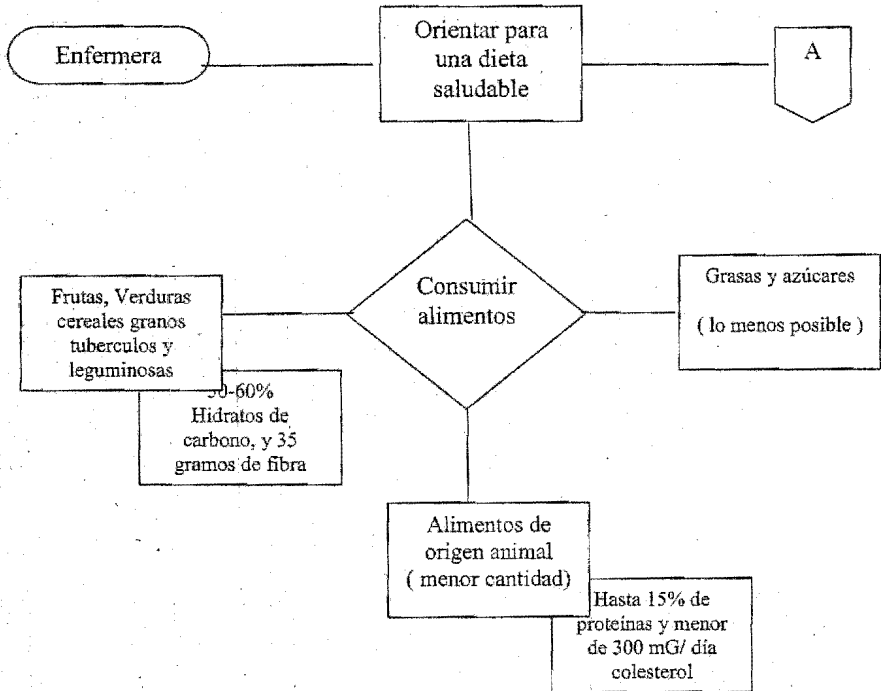 Enfermera
Orientar para
una dieta
saludable
A
Consumir
alimentos
Frutas, Verduras
cereales granos
tuberculos y
leguminosas
50-60%
Hidratos de
carbono, y 35
gramos de fibra
Grasas y azúcares
( lo menos posible )
Alimentos de
origen animal
( menor cantidad)
Hasta 15% de
proteínas y menor
de 300 mG/ día
colesterol